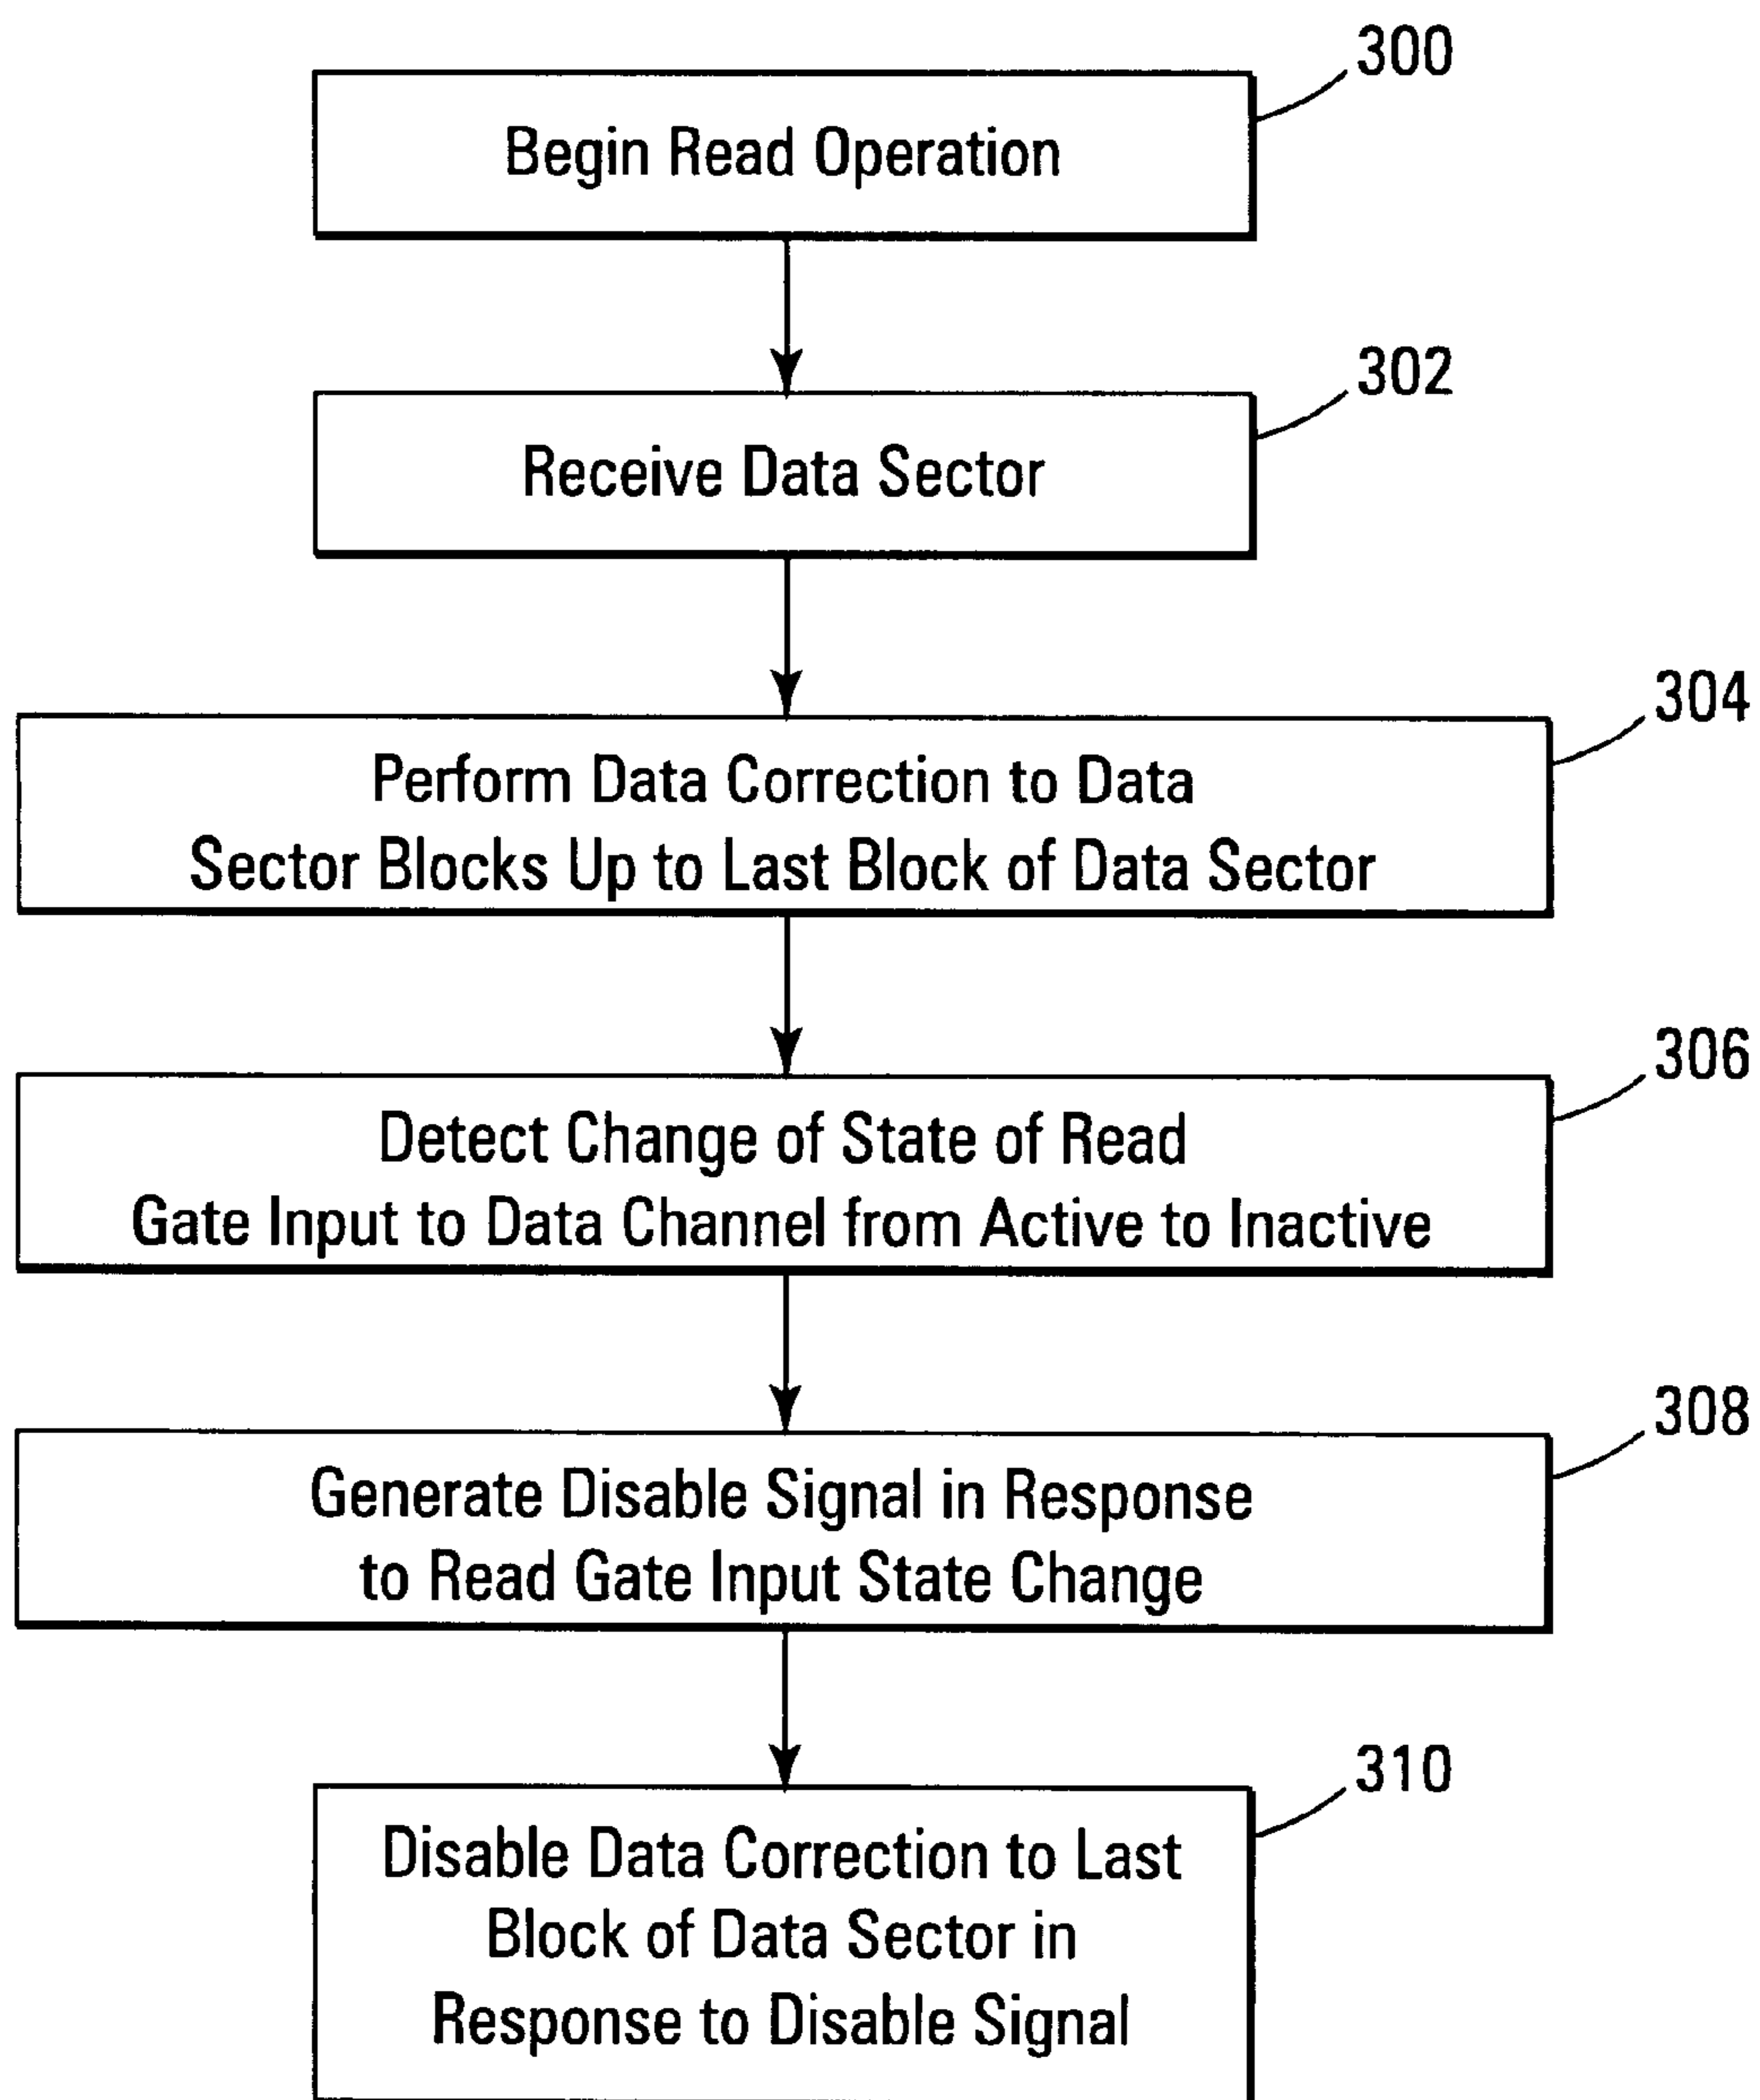 300
Begin Read Operation
302
Receive Data Sector
304
Perform Data Correction to Data
Sector Blocks Up to Last Block of Data Sector
306
Detect Change of State of Read
Gate Input to Data Channel from Active to Inactive
308
Generate Disable Signal in Response
to Read Gate Input State Change
310
Disable Data Correction to Last
Block of Data Sector in
Response to Disable Signal